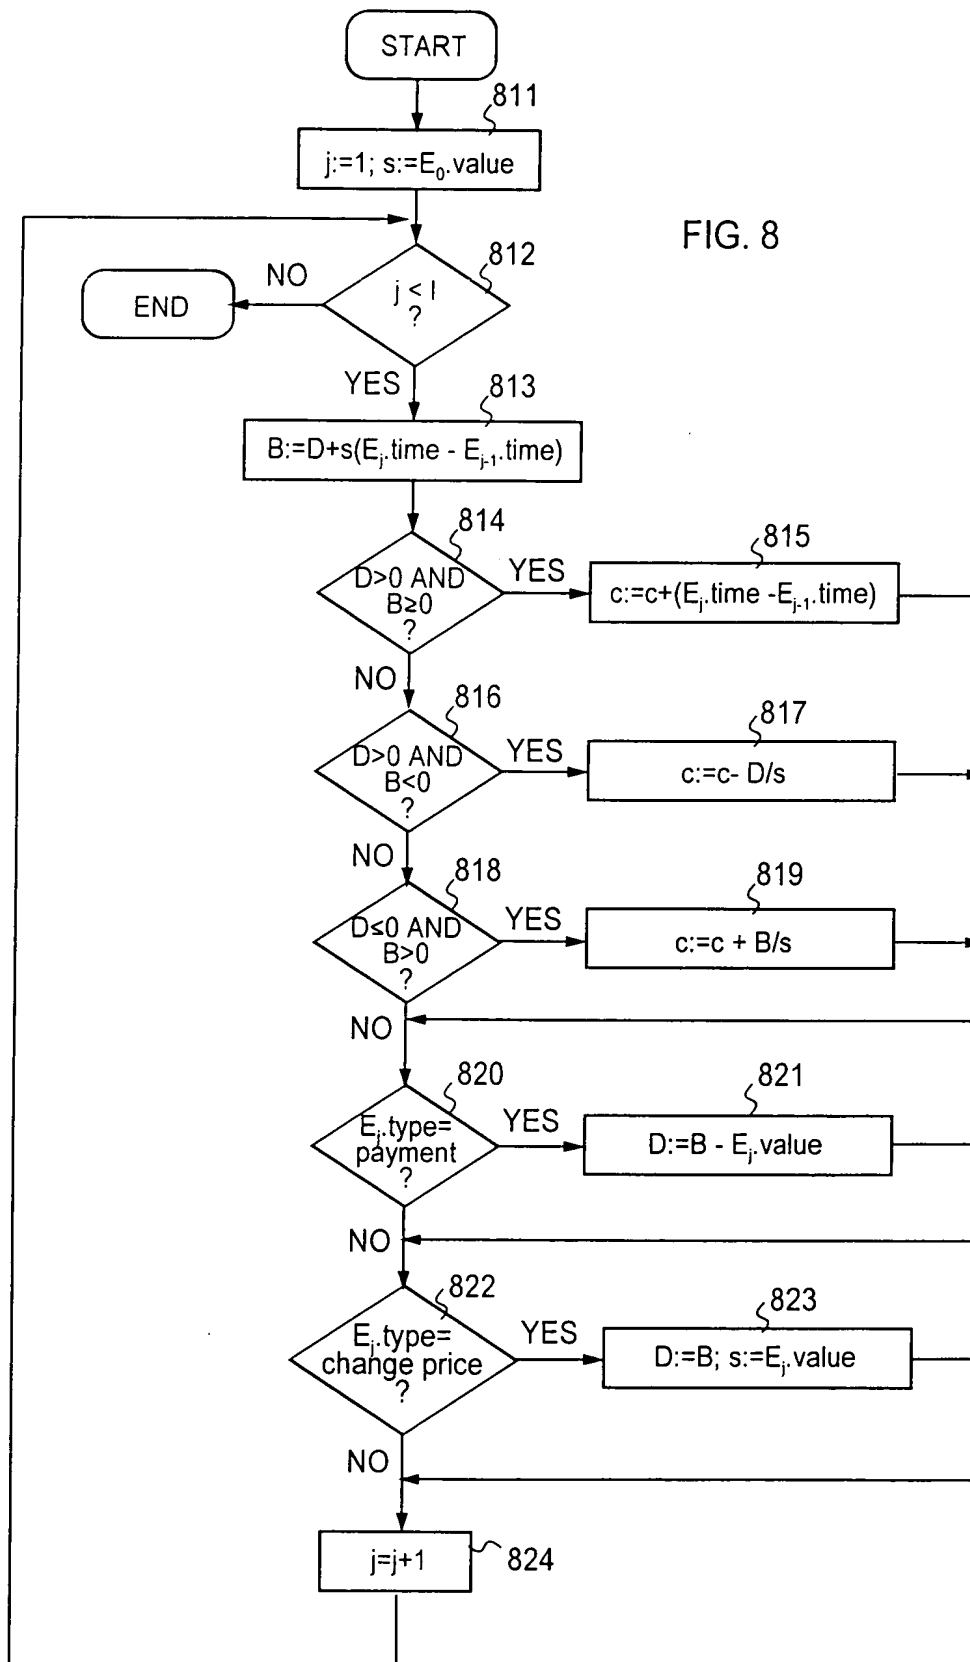 START
811
j:=1; s:=E₀.value
FIG. 8
812
NO
j < I
?
END
YES
813
B:=D+s(Eⱼ.time - Eⱼ₋₁.time)
814
D>0 AND
B≥0
?
YES
815
c:=c+(Eⱼ.time -Eⱼ₋₁.time)
NO
816
D>0 AND
B<0
?
YES
817
c:=c- D/s
NO
818
D≤0 AND
B>0
?
YES
819
c:=c + B/s
NO
820
Eⱼ.type=
payment
?
YES
821
D:=B - Eⱼ.value
NO
822
Eⱼ.type=
change price
?
YES
823
D:=B; s:=Eⱼ.value
NO
j=j+1
824